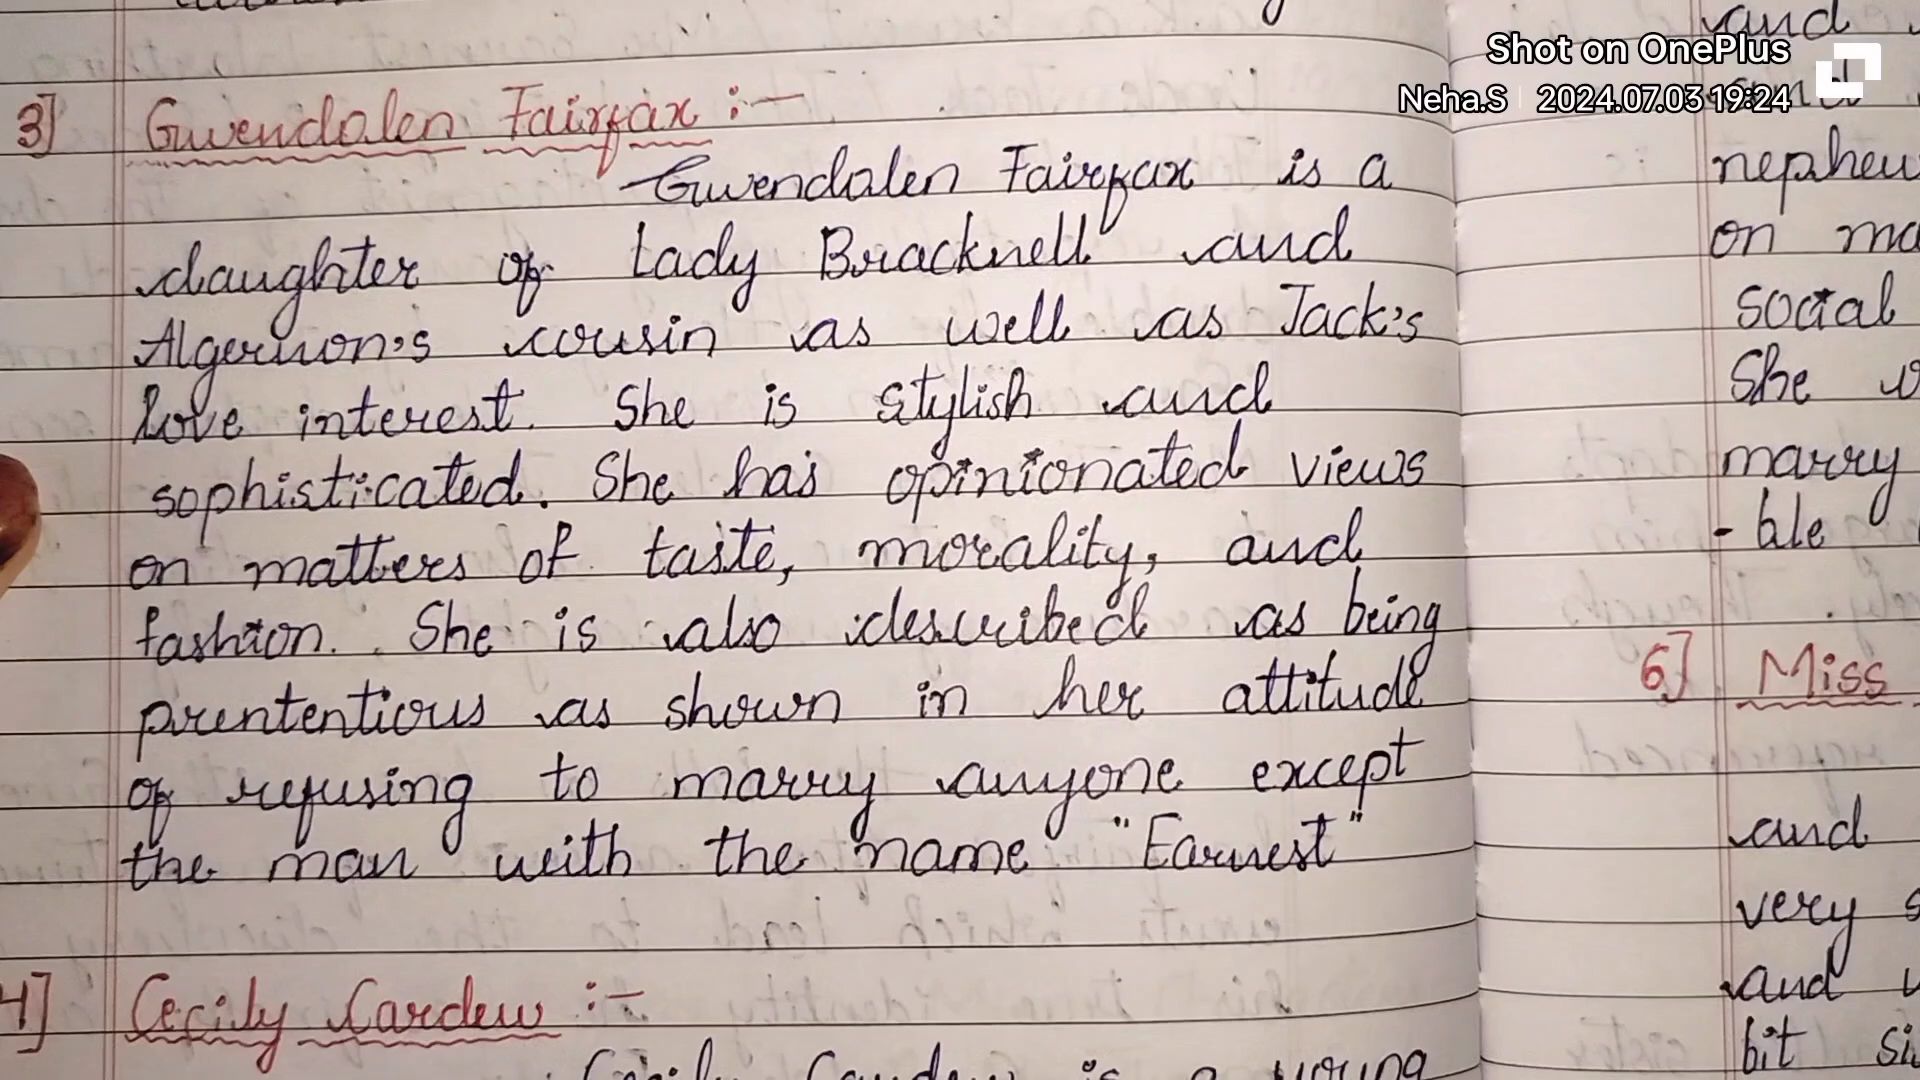 3] Gwendolen Fairfax :-
Gwendolen Fairfax is a
daughter of Lady Bracknell and
Algernon's cousin as well as Jack's
love interest. She is stylish and
sophisticated. She has opinionated views
on matters of taste, morality, and
fashion. She is also described as being
prententious as shown in her attitude
of refusing to marry anyone except
the man with the name "Earnest"
4] Cecily Cardew :-
Cecily Cardew is a young
and
nephew
on
social
She
marry
-ble
6] Miss
and
very
and
bit
Shot on OnePlus
Neha.S 2024.07.03 19:24